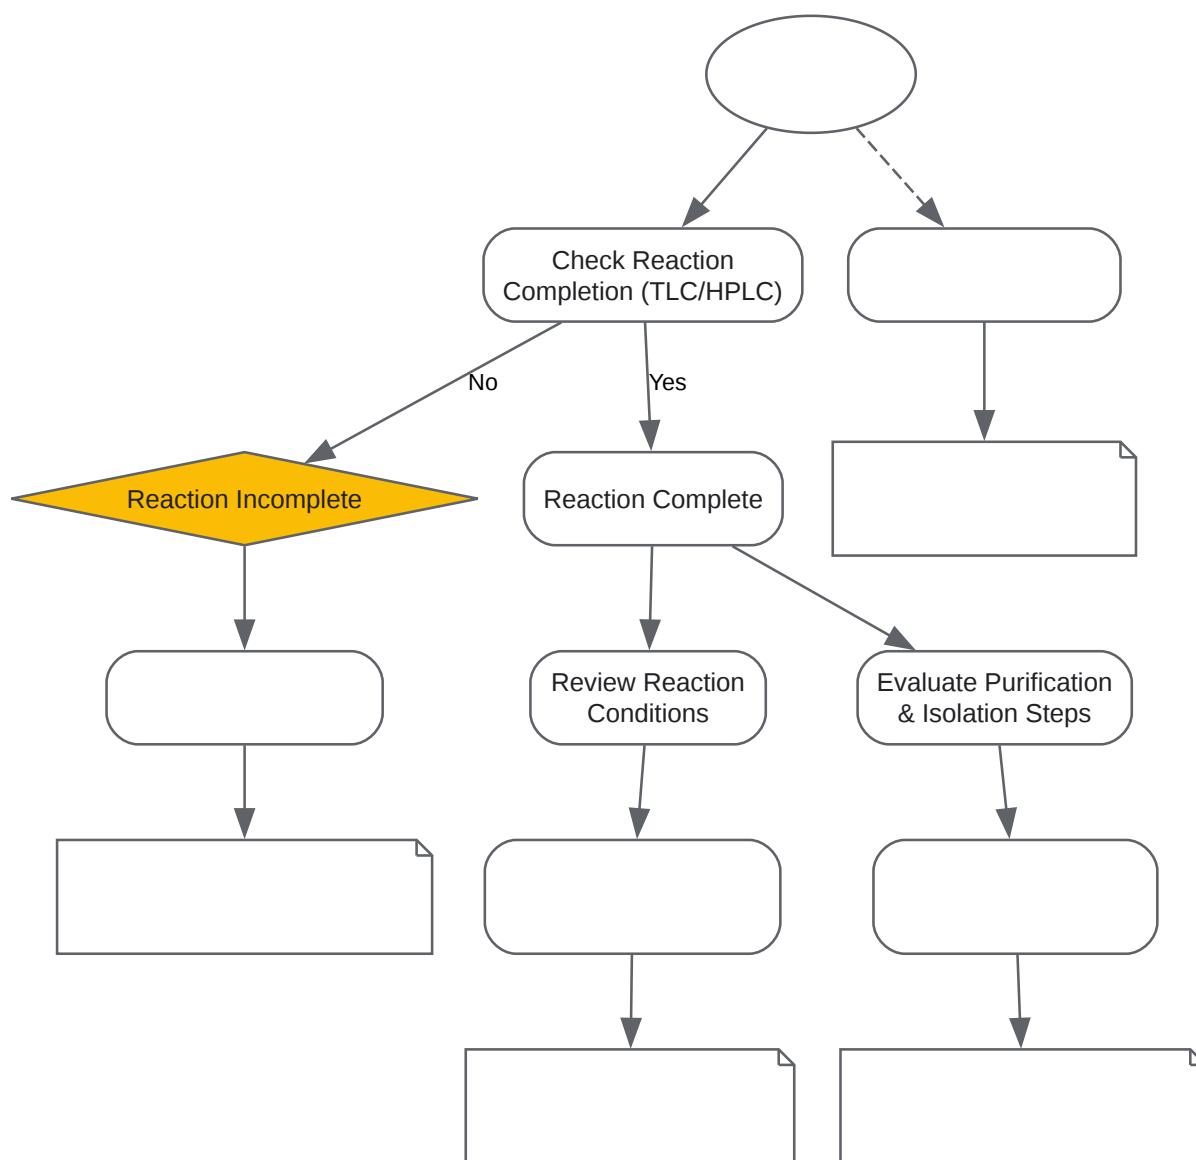 Check Reaction
Completion (TLC/HPLC)
No
Yes
Reaction Incomplete
Reaction Complete
Review Reaction
Conditions
Evaluate Purification
& Isolation Steps